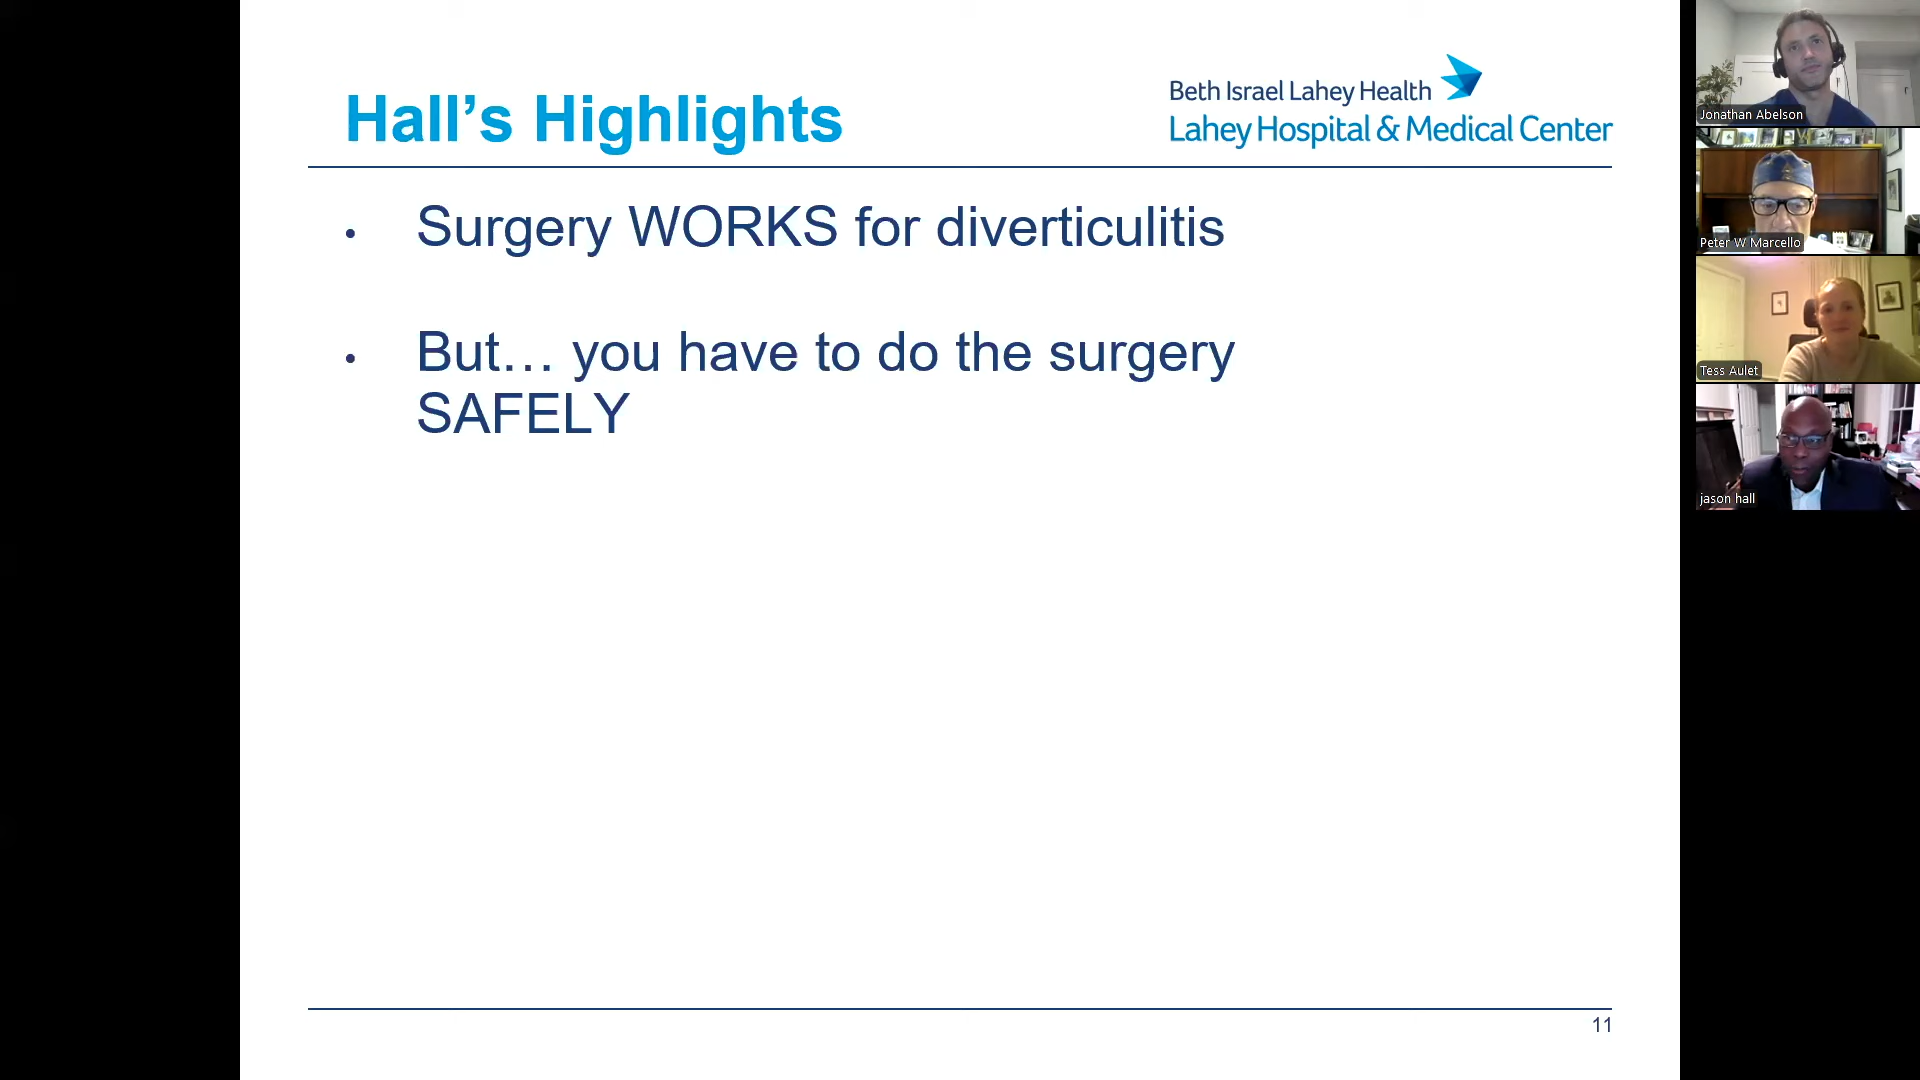 Hall’s Highlights
Beth Israel Lahey Health
Lahey Hospital & Medical Center
• Surgery WORKS for diverticulitis
• But… you have to do the surgery
SAFELY
11
Jonathan Abelson
Peter W Marcello
Tess Aulet
jason hall